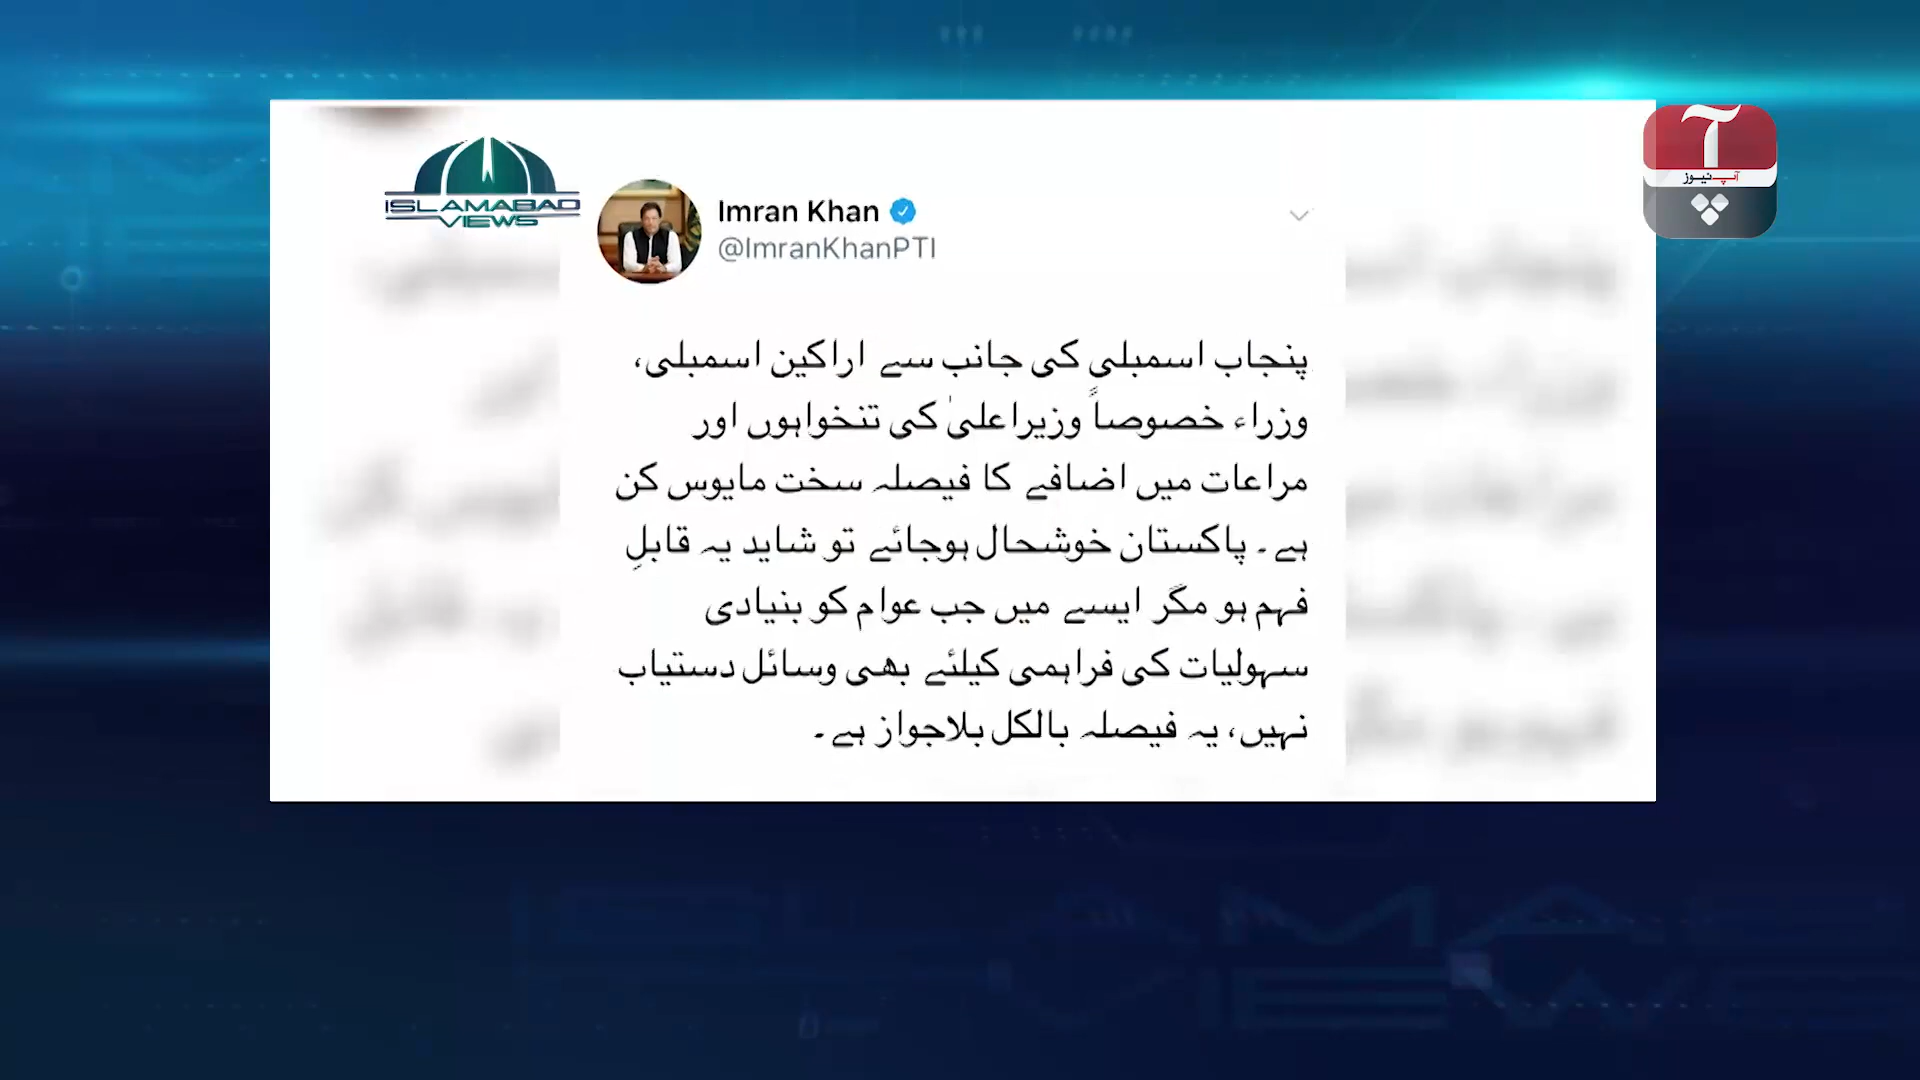 ISLAMABAD
VIEWS
Imran Khan
@ImranKhanPTI
آپ نیوز
پنجاب اسمبلی کی جانب سے اراکین اسمبلی،
وزراء خصوصاً وزیراعلیٰ کی تنخواہوں اور
مراعات میں اضافے کا فیصلہ سخت مایوس کن
ہے۔ پاکستان خوشحال ہوجائے تو شاید یہ قابلِ
فہم ہو مگر ایسے میں جب عوام کو بنیادی
سہولیات کی فراہمی کیلئے بھی وسائل دستیاب
نہیں، یہ فیصلہ بالکل بلاجواز ہے۔